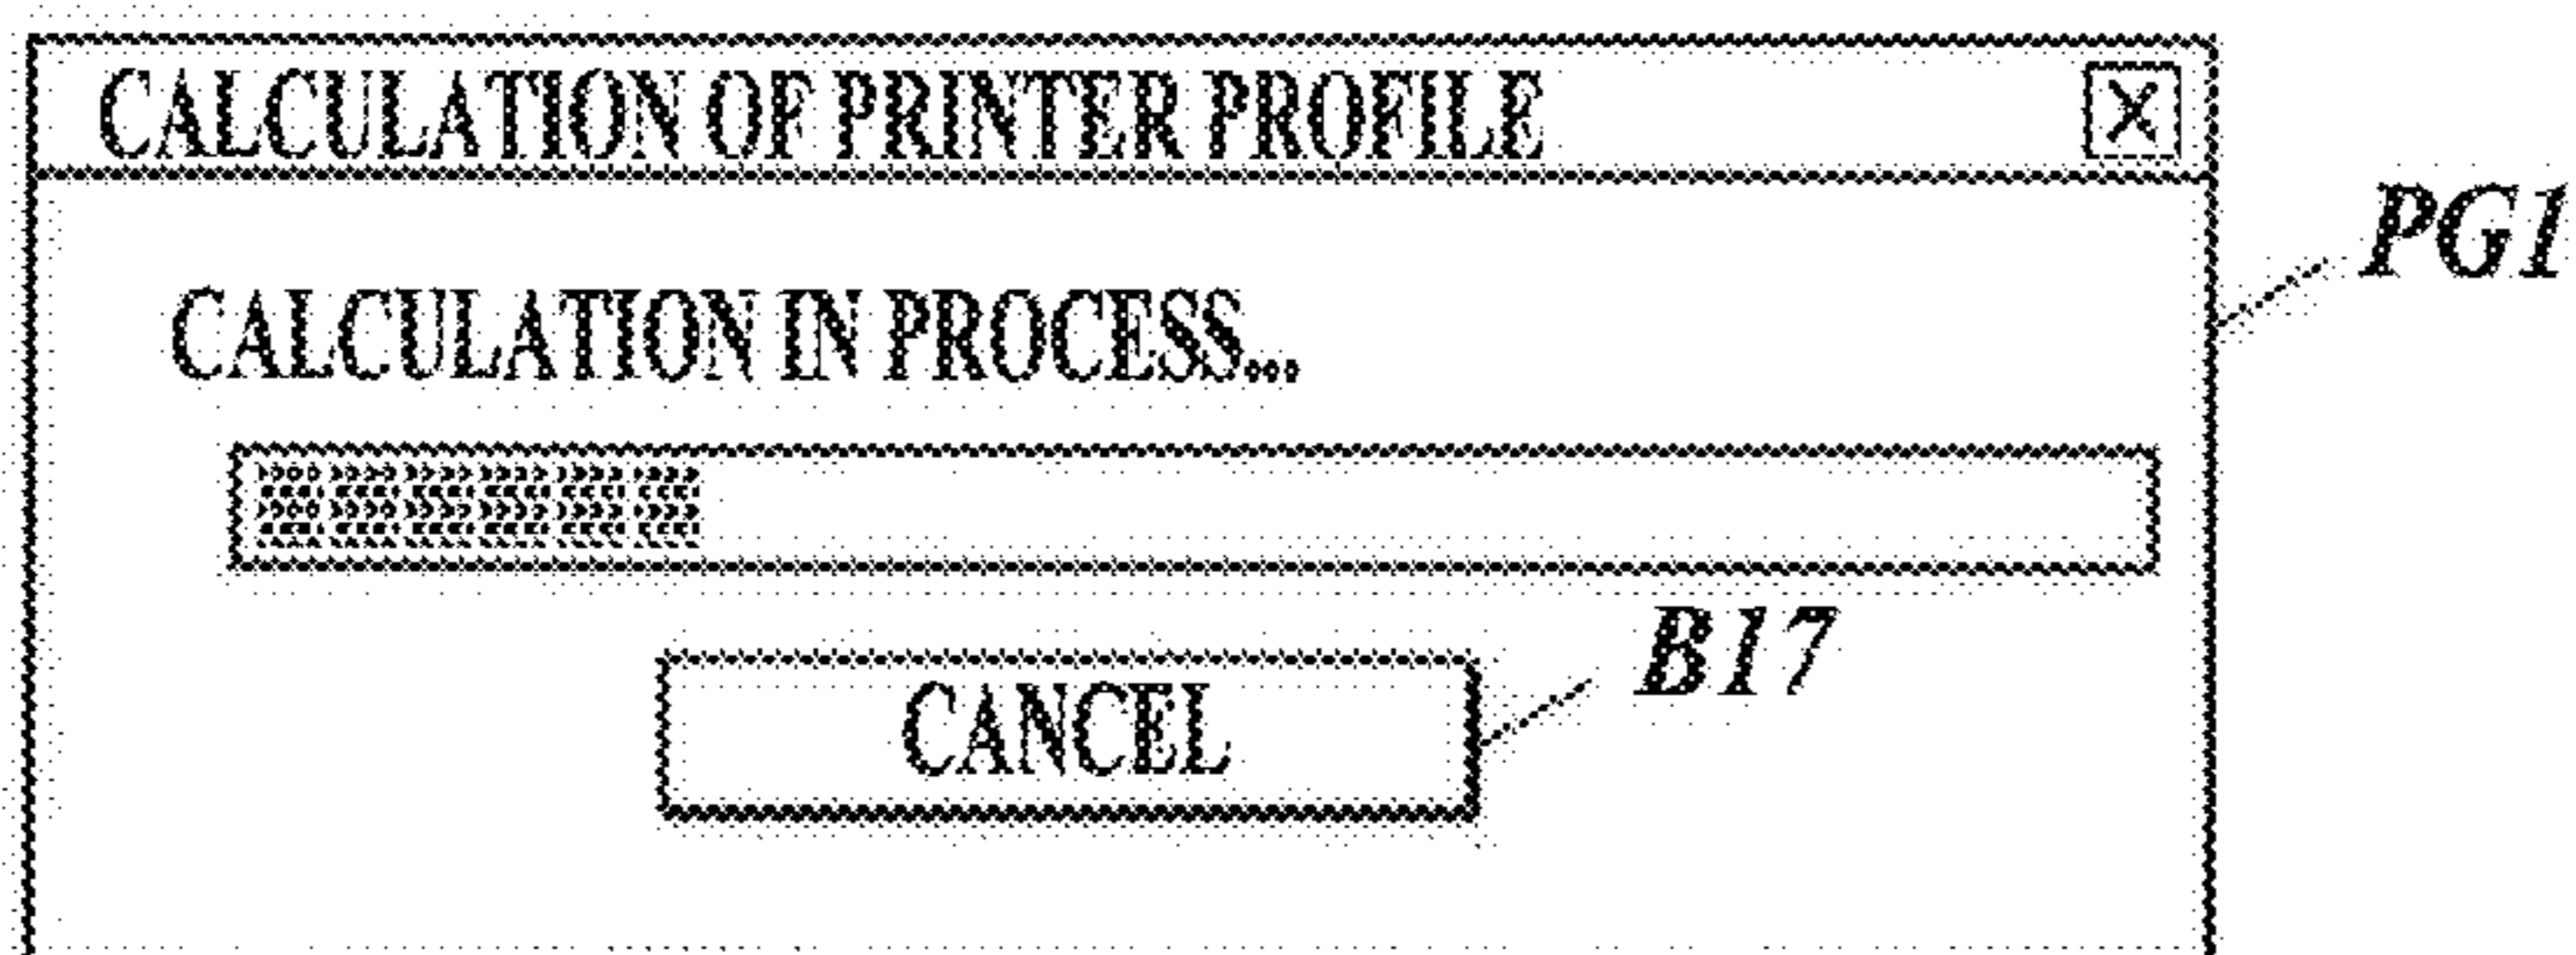 CALCULATION OF PRINTER PROFILE X
PG1
CALCULATION IN PROCESS...
B17
CANCEL